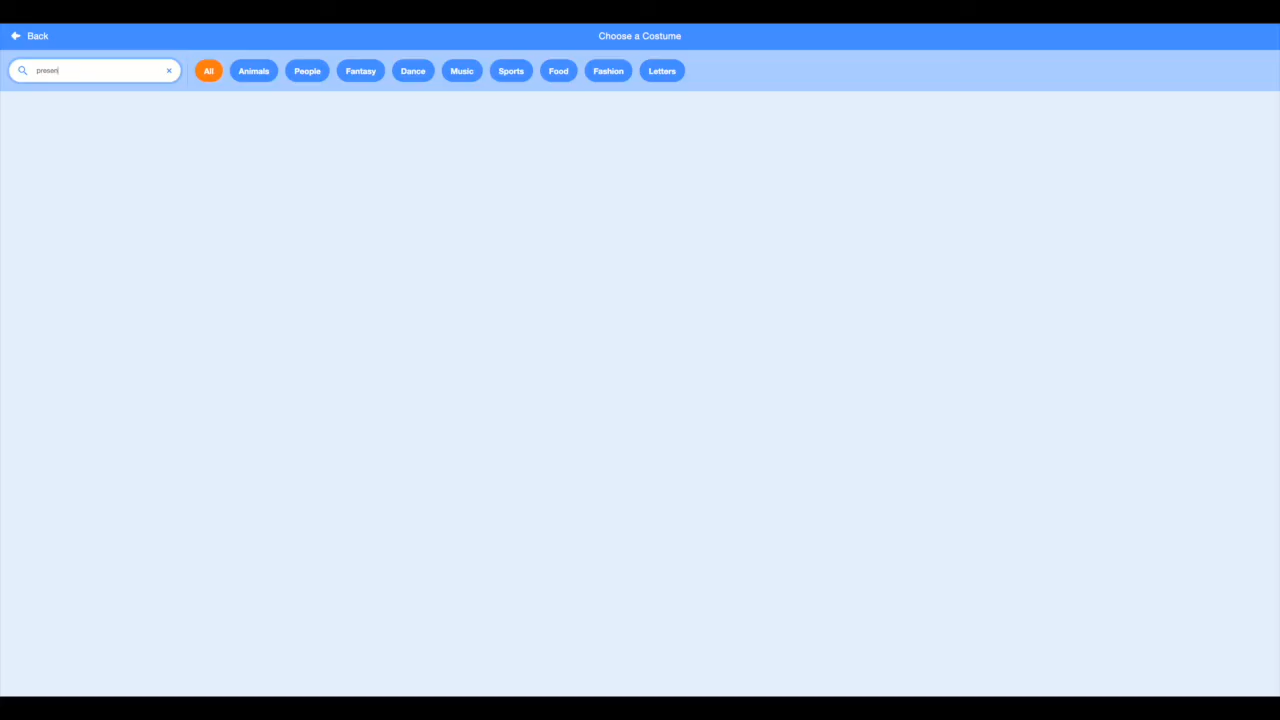 Back
Choose a Costume
presen
All
Animals
People
Fantasy
Dance
Music
Sports
Food
Fashion
Letters